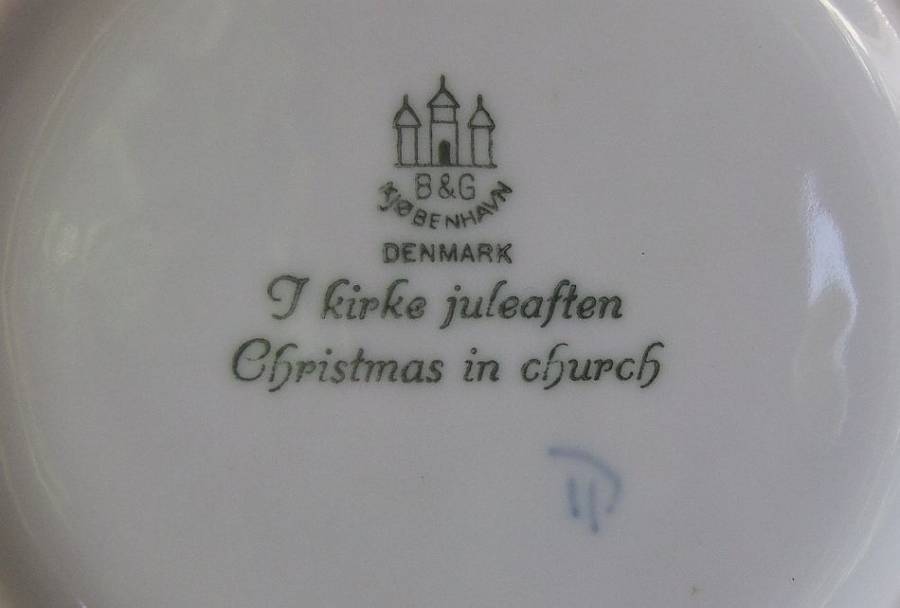 B&G
KJØBENHAVN
DENMARK
I kirke juleaften
Christmas in church